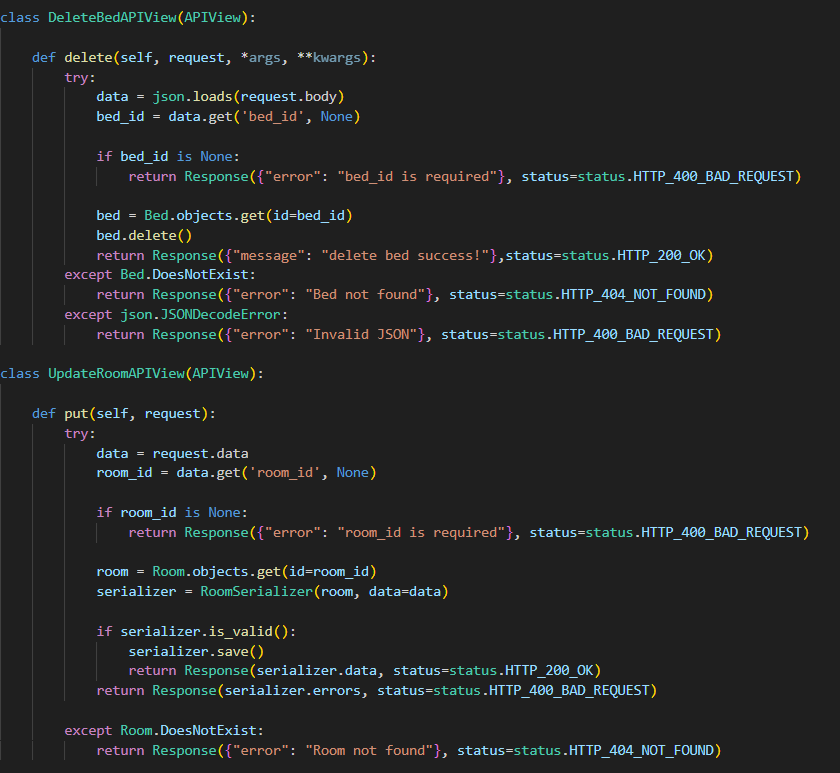 class DeleteBedAPIView(APIView):
    def delete(self, request, *args, **kwargs):
        try:
            data = json.loads(request.body)
            bed_id = data.get('bed_id', None)
            if bed_id is None:
                return Response({"error": "bed_id is required"}, status=status.HTTP_400_BAD_REQUEST)
            bed = Bed.objects.get(id=bed_id)
            bed.delete()
            return Response({"message": "delete bed success!"},status=status.HTTP_200_OK)
        except Bed.DoesNotExist:
            return Response({"error": "Bed not found"}, status=status.HTTP_404_NOT_FOUND)
        except json.JSONDecodeError:
            return Response({"error": "Invalid JSON"}, status=status.HTTP_400_BAD_REQUEST)
class UpdateRoomAPIView(APIView):
    def put(self, request):
        try:
            data = request.data
            room_id = data.get('room_id', None)
            if room_id is None:
                return Response({"error": "room_id is required"}, status=status.HTTP_400_BAD_REQUEST)
            room = Room.objects.get(id=room_id)
            serializer = RoomSerializer(room, data=data)
            if serializer.is_valid():
                serializer.save()
                return Response(serializer.data, status=status.HTTP_200_OK)
            return Response(serializer.errors, status=status.HTTP_400_BAD_REQUEST)
        except Room.DoesNotExist:
            return Response({"error": "Room not found"}, status=status.HTTP_404_NOT_FOUND)